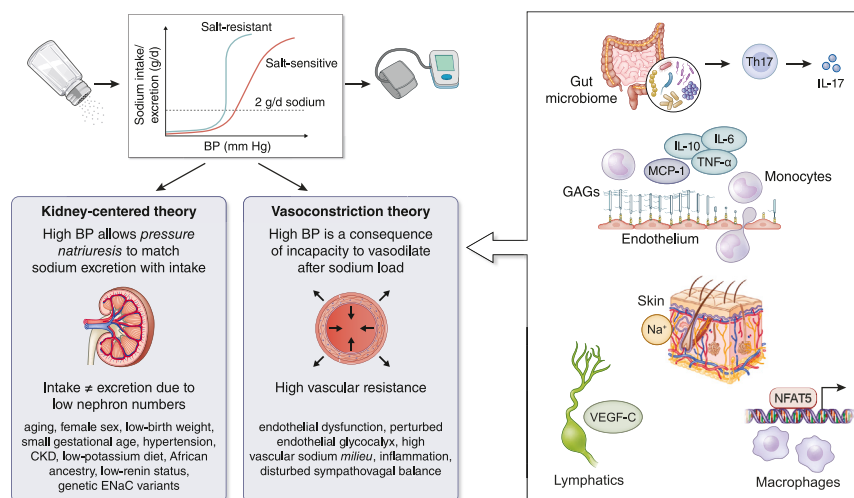 Salt-resistant
Salt-sensitive
Sodium intake/
excretion (g/d)
2 g/d sodium
BP (mm Hg)
Kidney-centered theory
High BP allows pressure
natriuresis to match
sodium excretion with intake
Intake ≠ excretion due to
low nephron numbers
aging, female sex, low-birth weight,
small gestational age, hypertension,
CKD, low-potassium diet, African
ancestry, low-renin status,
genetic ENaC variants
Vasoconstriction theory
High BP is a consequence
of incapacity to vasodilate
after sodium load
High vascular resistance
endothelial dysfunction, perturbed
endothelial glycocalyx, high
vascular sodium milieu, inflammation,
disturbed sympathovagal balance
Gut
microbiome
Th17
IL-17
IL-10
IL-6
TNF-α
MCP-1
Monocytes
GAGs
Endothelium
Skin
Na+
VEGF-C
Lymphatics
NFAT5
Macrophages